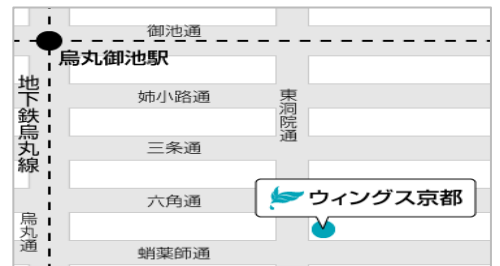 御池通
烏丸御池駅
地下鉄烏丸線
姉小路通
東洞院通
三条通
六角通
ウィングス京都
烏丸通
蛸薬師通